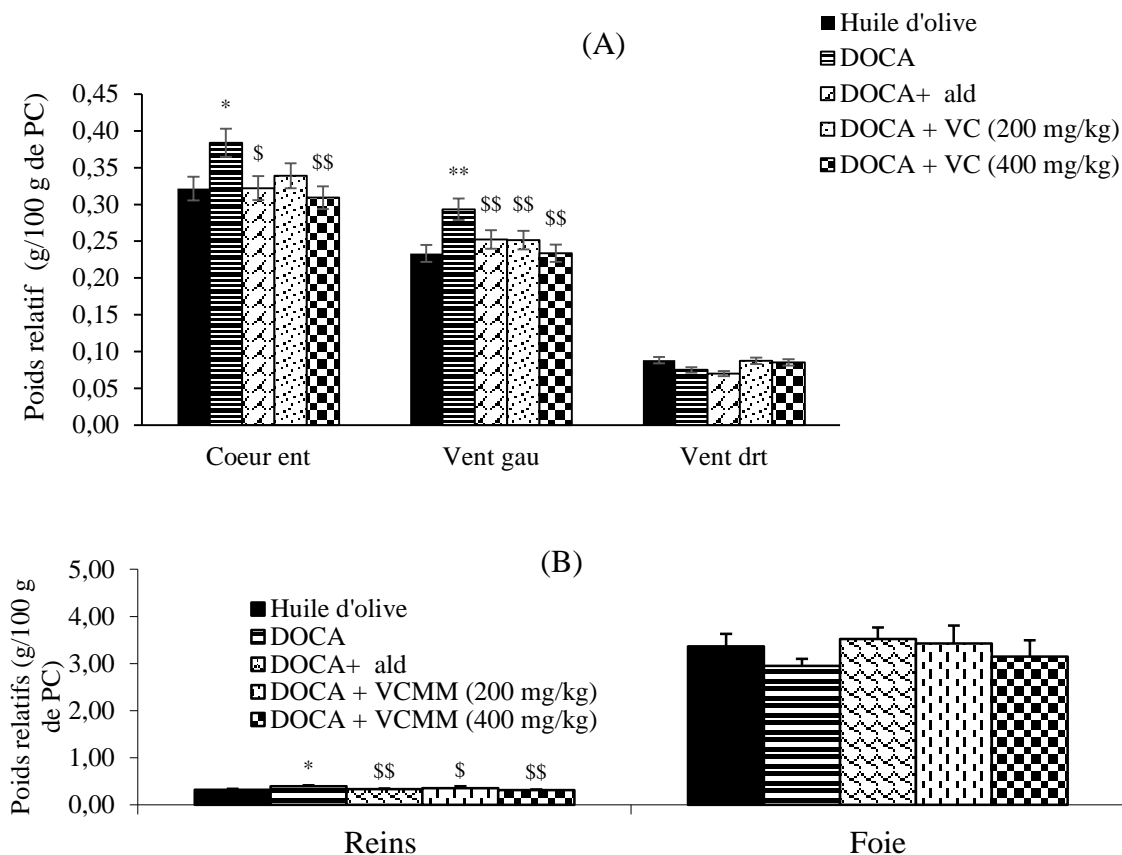 (A)
Huile d'olive
DOCA
DOCA+ ald
DOCA + VC (200 mg/kg)
DOCA + VC (400 mg/kg)
Poids relatif (g/100 g de PC)
0,45
0,40
0,35
0,30
0,25
0,20
0,15
0,10
0,05
0,00
*
$
$$
**
$$
$$
$$
Coeur ent
Vent gau
Vent drt
(B)
Poids relatifs (g/100 g
de PC)
5,00
4,00
3,00
2,00
1,00
0,00
Huile d'olive
DOCA
DOCA+ ald
DOCA + VCMM (200 mg/kg)
DOCA + VCMM (400 mg/kg)
*
$$
$
$$
Reins
Foie